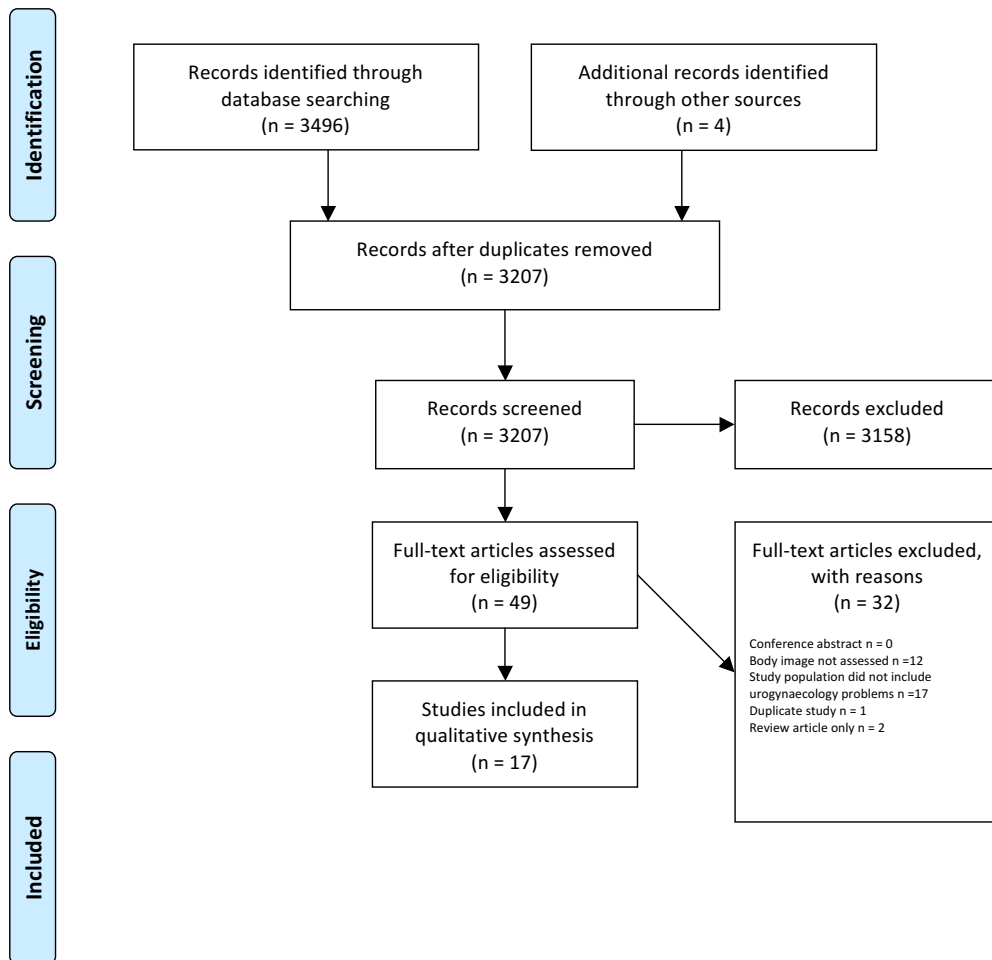 Identification
Records identified through
database searching
(n = 3496)
Additional records identified
through other sources
(n = 4)
Records after duplicates removed
(n = 3207)
Screening
Records screened
(n = 3207)
Records excluded
(n = 3158)
Eligibility
Full-text articles assessed
for eligibility
(n = 49)
Full-text articles excluded,
with reasons
(n = 32)
Conference abstract n = 0
Body image not assessed n =12
Study population did not include
urogynaecology problems n =17
Duplicate study n = 1
Review article only n = 2
Studies included in
qualitative synthesis
(n = 17)
Included